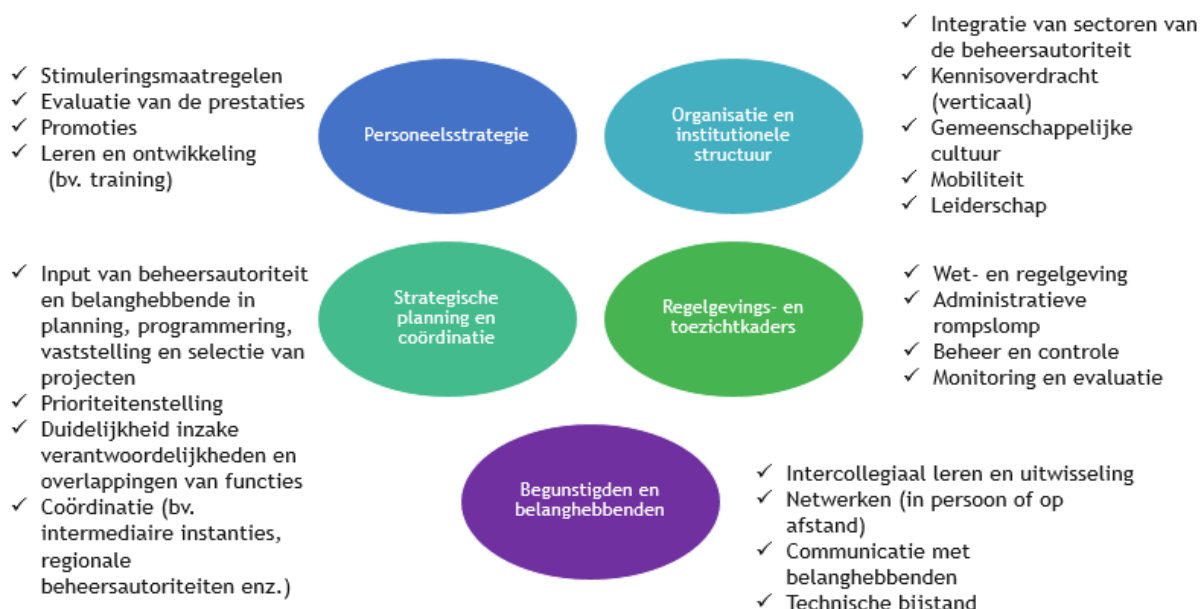 ✓ Stimuleringsmaatregelen
✓ Evaluatie van de prestaties
✓ Promoties
✓ Leren en ontwikkeling
(bv. training)
Personeelsstrategie
Organisatie en
institutionele
structuur
✓ Integratie van sectoren van
de beheersautoriteit
✓ Kennisoverdracht
(verticaal)
✓ Gemeenschappelijke
cultuur
✓ Mobiliteit
✓ Leiderschap
✓ Input van beheersautoriteit
en belanghebbende in
planning, programmering,
vaststelling en selectie van
projecten
✓ Prioriteitenstelling
✓ Duidelijkheid inzake
verantwoordelijkheden en
overlappingen van functies
✓ Coördinatie (bv.
intermediaire instanties,
regionale
beheersautoriteiten enz.)
Strategische
planning en
coördinatie
Regelgevings- en
toezichtkaders
✓ Wet- en regelgeving
✓ Administratieve
rompslomp
✓ Beheer en controle
✓ Monitoring en evaluatie
Begunstigden en
belanghebbenden
✓ Intercollegiaal leren en uitwisseling
✓ Netwerken (in persoon of op
afstand)
✓ Communicatie met
belanghebbenden
✓ Technische bijstand